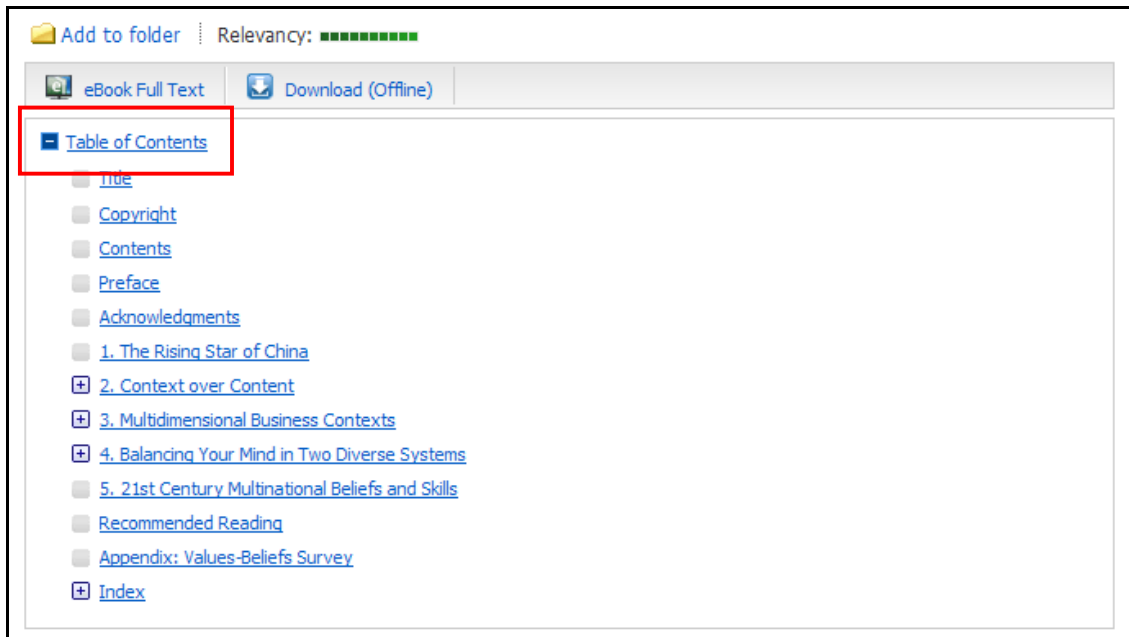 Add to folder Relevancy:
eBook Full Text Download (Offline)
Table of Contents
Title
Copyright
Contents
Preface
Acknowledgments
1. The Rising Star of China
2. Context over Content
3. Multidimensional Business Contexts
4. Balancing Your Mind in Two Diverse Systems
5. 21st Century Multinational Beliefs and Skills
Recommended Reading
Appendix: Values-Beliefs Survey
Index